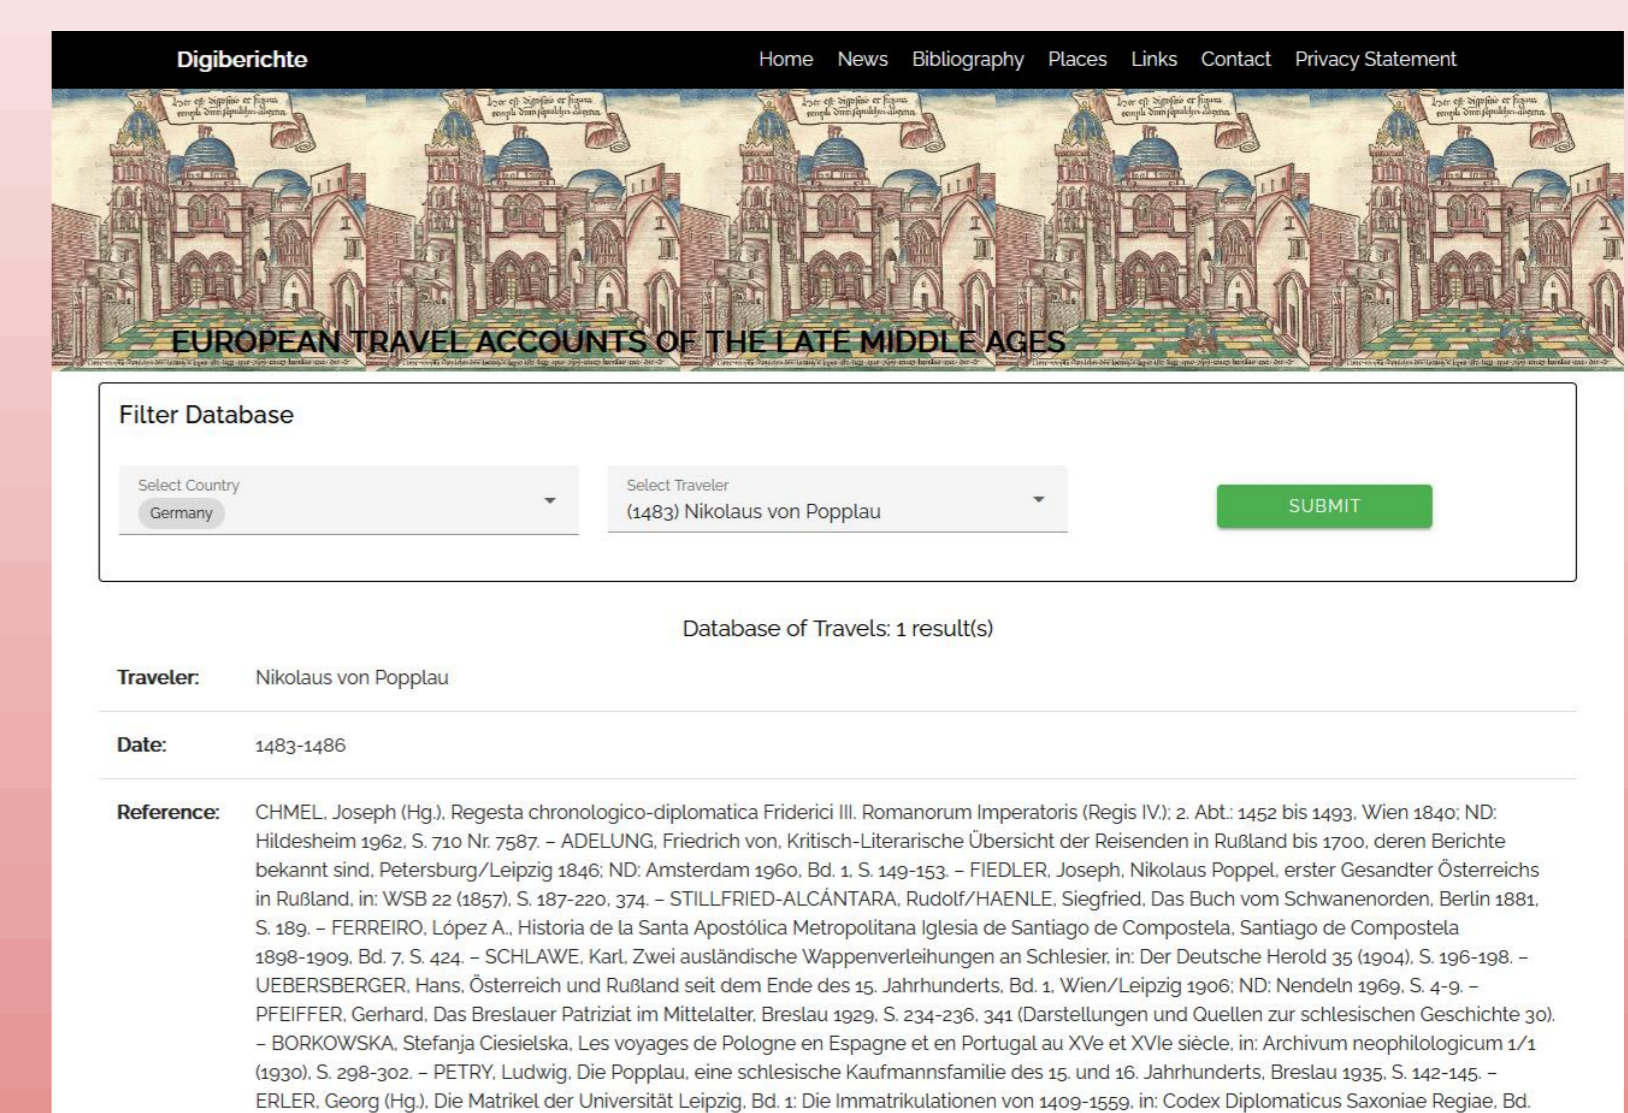 Digiberichte
Home News Bibliography Places Links Contact Privacy Statement
EUROPEAN TRAVEL ACCOUNTS OF THE LATE MIDDLE AGES
Filter Database
Select Country
Germany
Select Traveler
(1483) Nikolaus von Popplau
SUBMIT
Database of Travels: 1 result(s)
Traveler: Nikolaus von Popplau
Date: 1483-1486
Reference: CHMEL, Joseph (Hg.), Regesta chronologico-diplomatica Friderici III. Romanorum Imperatoris (Regis IV.); 2. Abt.: 1452 bis 1493, Wien 1840; ND:
Hildesheim 1962, S. 710 Nr. 7587. – ADELUNG, Friedrich von, Kritisch-Literarische Übersicht der Reisenden in Rußland bis 1700, deren Berichte
bekannt sind, Petersburg/Leipzig 1846; ND: Amsterdam 1960, Bd. 1, S. 149-153. – FIEDLER, Joseph, Nikolaus Poppel, erster Gesandter Österreichs
in Rußland, in: WSB 22 (1857), S. 187-220, 374. – STILLFRIED-ALCÁNTARA, Rudolf/HAENLE, Siegfried, Das Buch vom Schwanenorden, Berlin 1881,
S. 189. – FERREIRO, López A., Historia de la Santa Apostólica Metropolitana Iglesia de Santiago de Compostela, Santiago de Compostela
1898-1909, Bd. 7, S. 424. – SCHLAWE, Karl, Zwei ausländische Wappenverleihungen an Schlesier, in: Der Deutsche Herold 35 (1904), S. 196-198. –
UEBERSBERGER, Hans, Österreich und Rußland seit dem Ende des 15. Jahrhunderts, Bd. 1, Wien/Leipzig 1906; ND: Nendeln 1969, S. 4-9. –
PFEIFFER, Gerhard, Das Breslauer Patriziat im Mittelalter, Breslau 1929, S. 234-236, 341 (Darstellungen und Quellen zur schlesischen Geschichte 30).
– BORKOWSKA, Stefanja Ciesielska, Les voyages de Pologne en Espagne et en Portugal au XVe et XVIe siècle, in: Archivum neophilologicum 1/1
(1930), S. 298-302. – PETRY, Ludwig, Die Popplau, eine schlesische Kaufmannsfamilie des 15. und 16. Jahrhunderts, Breslau 1935, S. 142-145. –
ERLER, Georg (Hg.), Die Matrikel der Universität Leipzig, Bd. 1: Die Immatrikulationen von 1409-1559, in: Codex Diplomaticus Saxoniae Regiae, Bd.